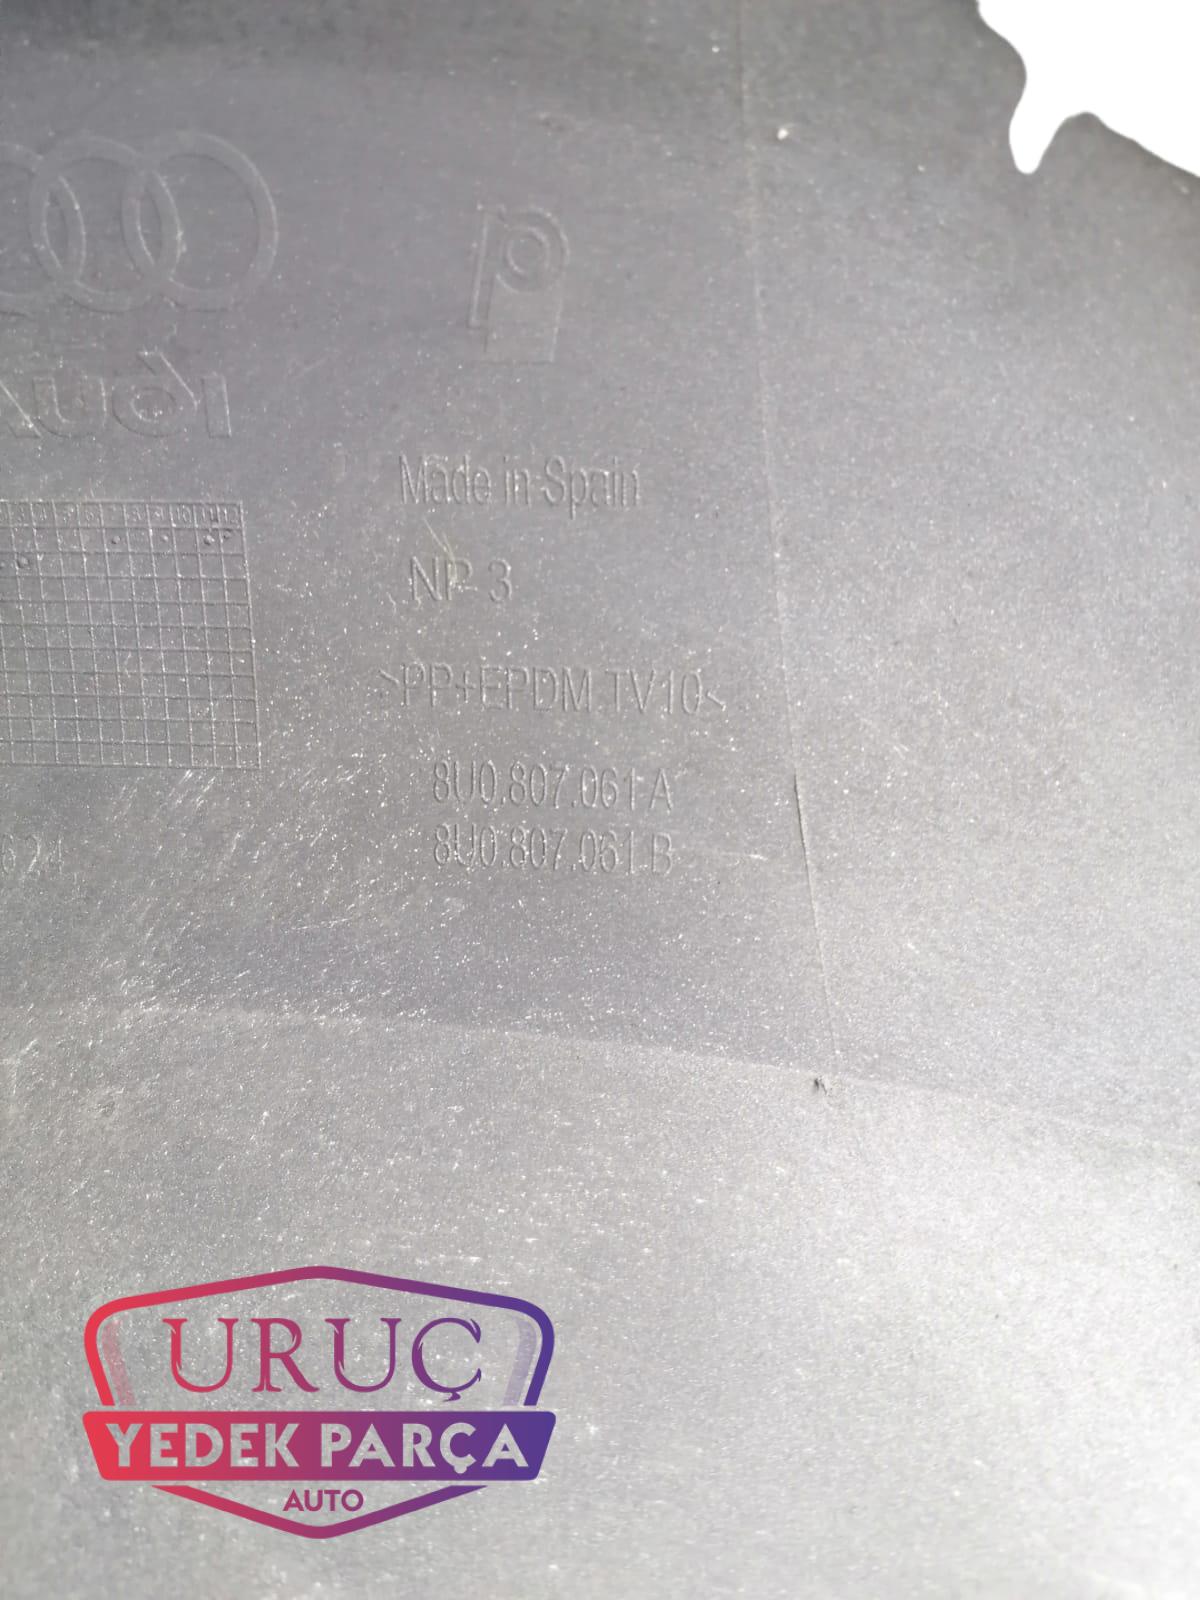 Audi
Made in Spain
NP 3
>PP+EPDM TV10<
8U0.807.061 A
8U0.807.061 B
624
URUÇ
YEDEK PARÇA
AUTO